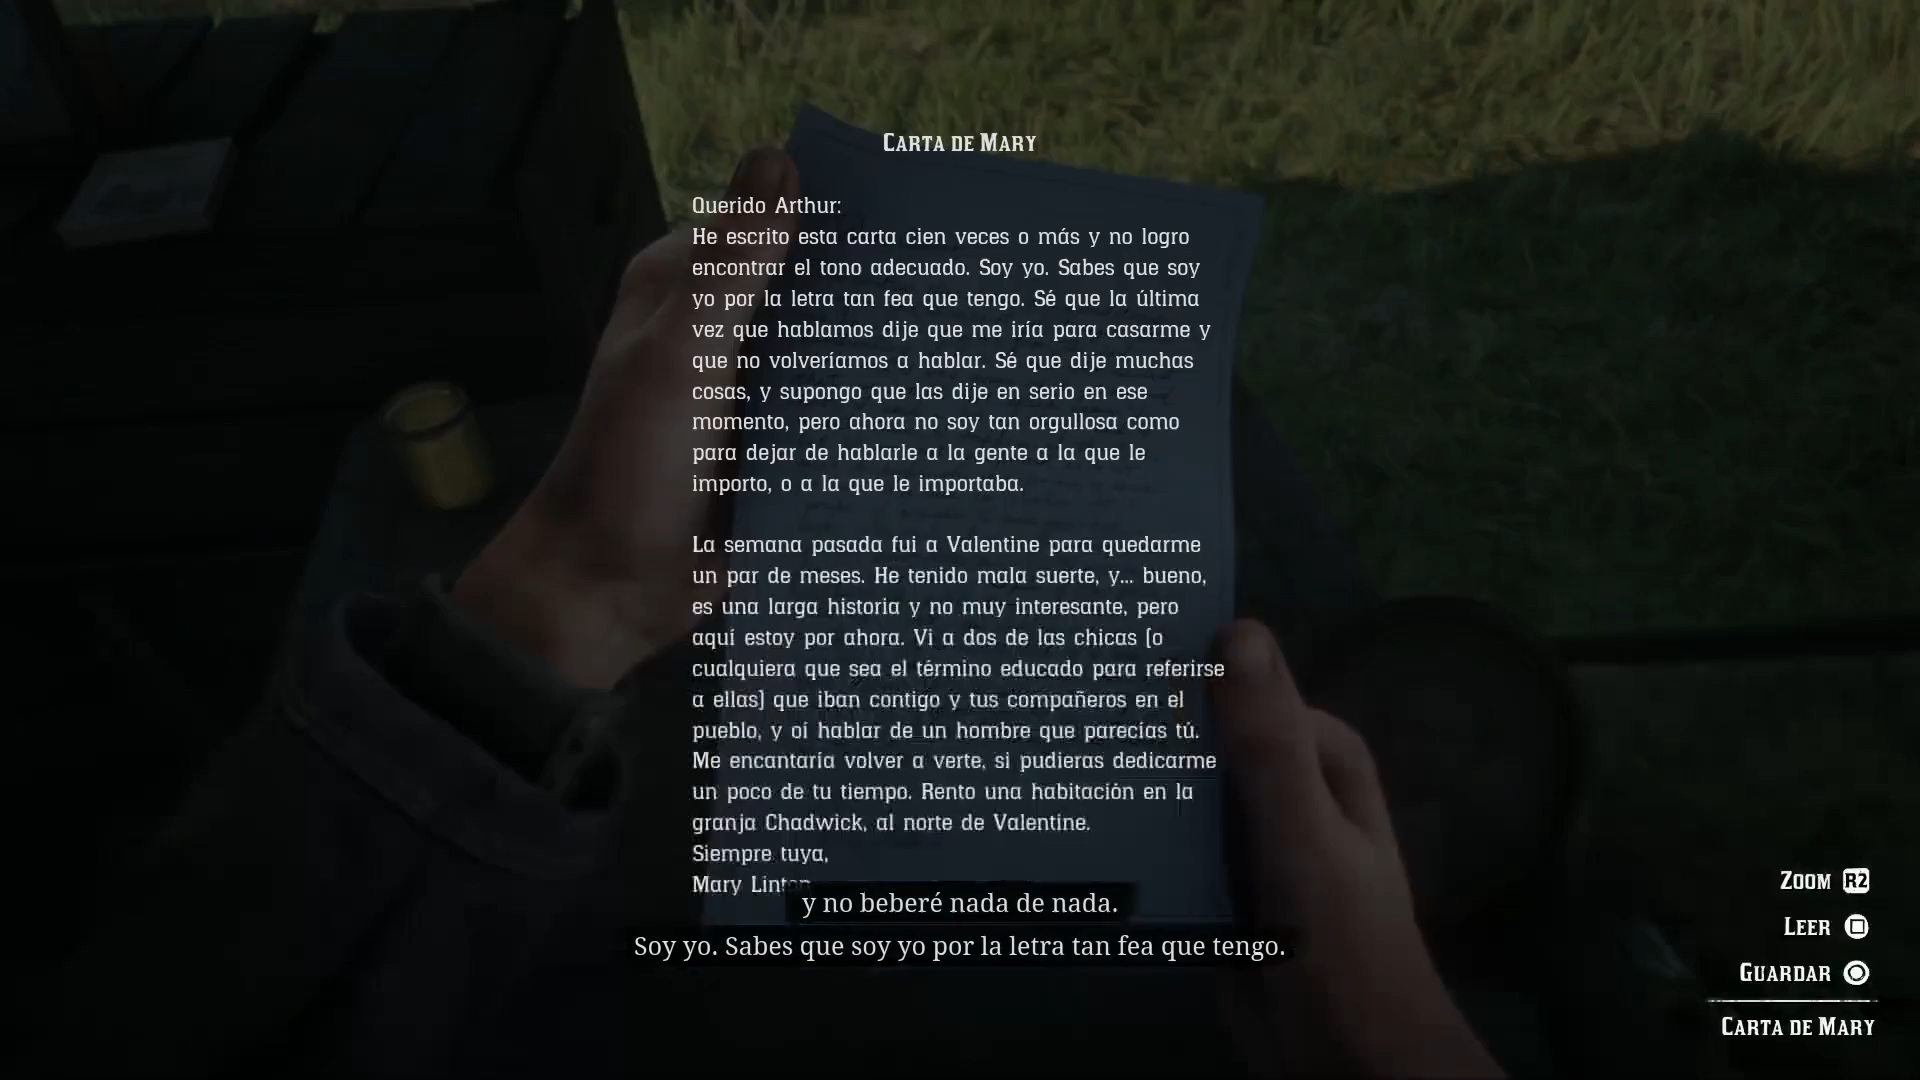 CARTA DE MARY
Querido Arthur:
He escrito esta carta cien veces o más y no logro
encontrar el tono adecuado. Soy yo. Sabes que soy
yo por la letra tan fea que tengo. Sé que la última
vez que hablamos dije que me iría para casarme y
que no volveríamos a hablar. Sé que dije muchas
cosas, y supongo que las dije en serio en ese
momento, pero ahora no soy tan orgullosa como
para dejar de hablarle a la gente a la que le
importo, o a la que le importaba.
La semana pasada fui a Valentine para quedarme
un par de meses. He tenido mala suerte, y... bueno,
es una larga historia y no muy interesante, pero
aquí estoy por ahora. Vi a dos de las chicas (o
cualquiera que sea el término educado para referirse
a ellas) que iban contigo y tus compañeros en el
pueblo, y oí hablar de un hombre que parecías tú.
Me encantaría volver a verte, si pudieras dedicarme
un poco de tu tiempo. Rento una habitación en la
granja Chadwick, al norte de Valentine.
Siempre tuya,
Mary Linton
y no beberé nada de nada.
Soy yo. Sabes que soy yo por la letra tan fea que tengo.
ZOOM R2
LEER
GUARDAR
CARTA DE MARY